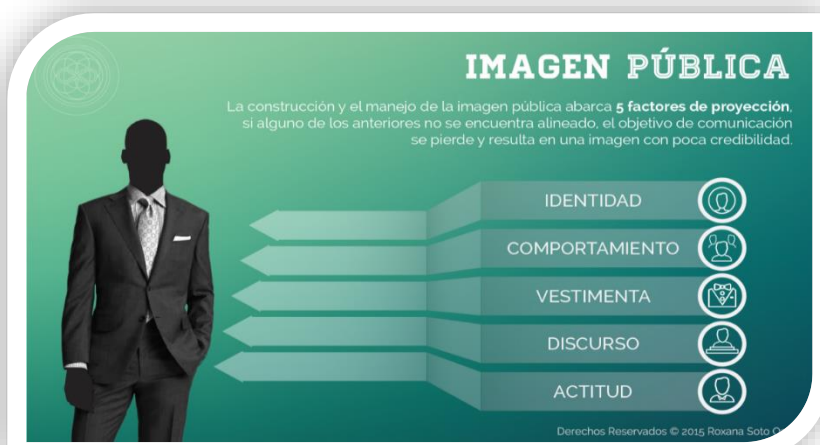 IMAGEN PÚBLICA
La construcción y el manejo de la imagen pública abarca 5 factores de proyección,
si alguno de los anteriores no se encuentra alineado, el objetivo de comunicación
se pierde y resulta en una imagen con poca credibilidad.
IDENTIDAD
COMPORTAMIENTO
VESTIMENTA
DISCURSO
ACTITUD
Derechos Reservados © 2015 Roxana Soto